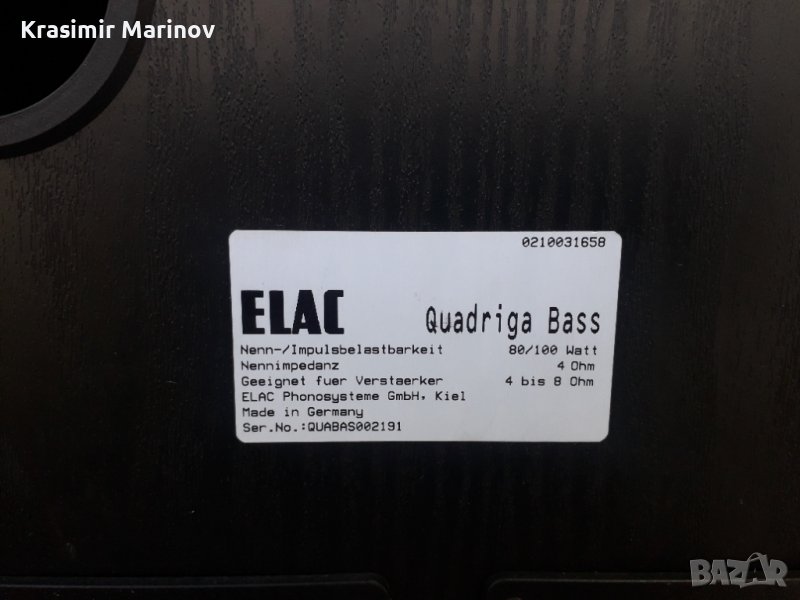 Krasimir Marinov
0210031658
ELAC Quadriga Bass
Nenn-/Impulsbelastbarkeit 80/100 Watt
Nennimpedanz 4 Ohm
Geeignet fuer Verstaerker 4 bis 8 Ohm
ELAC Phonosysteme GmbH, Kiel
Made in Germany
Ser.No.:QUABAS002191
BAZAR